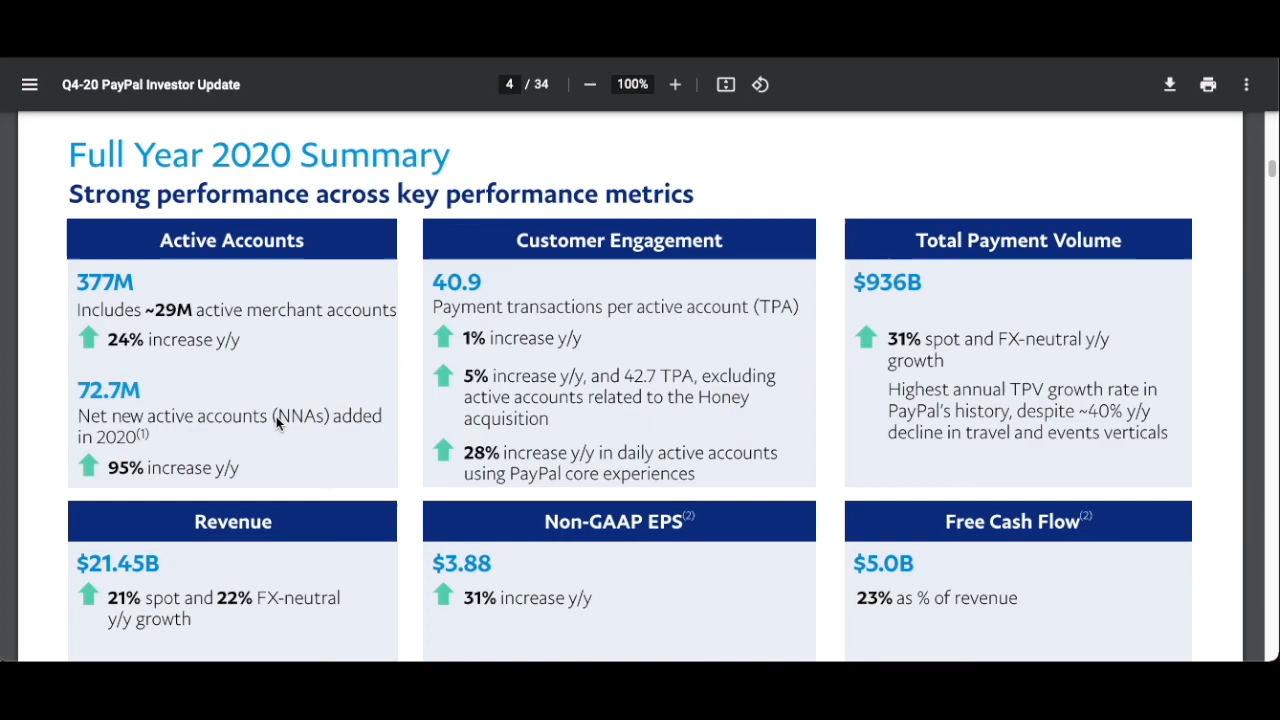 Q4-20 PayPal Investor Update
4 / 34
100%
Full Year 2020 Summary
Strong performance across key performance metrics
Active Accounts
377M
Includes ~29M active merchant accounts
24% increase y/y
72.7M
Net new active accounts (NNAs) added
in 2020(1)
95% increase y/y
Customer Engagement
40.9
Payment transactions per active account (TPA)
1% increase y/y
5% increase y/y, and 42.7 TPA, excluding
active accounts related to the Honey
acquisition
28% increase y/y in daily active accounts
using PayPal core experiences
Total Payment Volume
$936B
31% spot and FX-neutral y/y
growth
Highest annual TPV growth rate in
PayPal's history, despite ~40% y/y
decline in travel and events verticals
Revenue
$21.45B
21% spot and 22% FX-neutral
y/y growth
Non-GAAP EPS(2)
$3.88
31% increase y/y
Free Cash Flow(2)
$5.0B
23% as % of revenue